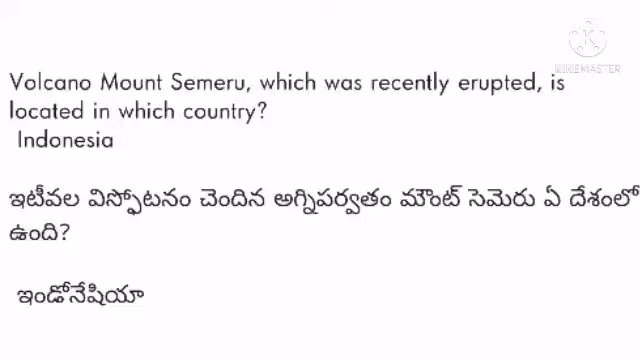 KINEMASTER
Volcano Mount Semeru, which was recently erupted, is
located in which country?
Indonesia
ఇటీవల విస్ఫోటనం చెందిన అగ్నిపర్వతం మౌంట్ సెమెరు ఏ దేశంలో
ఉంది?
ఇండోనేషియా